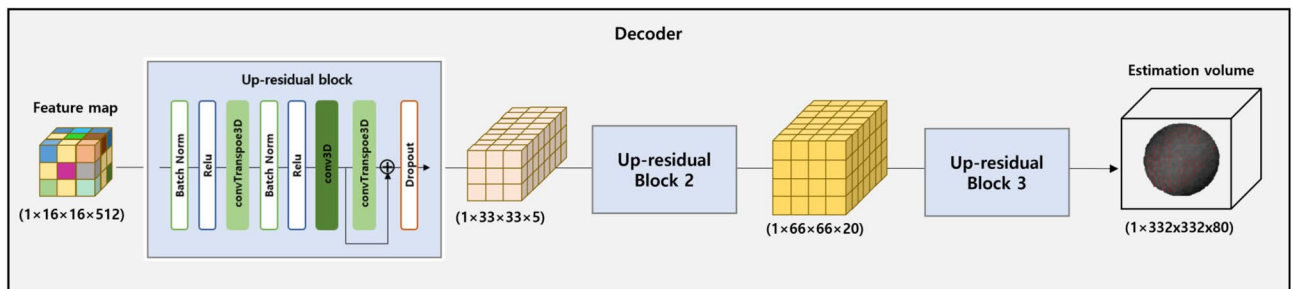 Decoder
Feature map
(1×16×16×512)
Up-residual block
Batch Norm
Relu
convTranspoe3D
Batch Norm
Relu
conv3D
convTranspoe3D
Dropout
(1×33×33×5)
Up-residual
Block 2
(1×66×66×20)
Up-residual
Block 3
Estimation volume
(1×332x332x80)